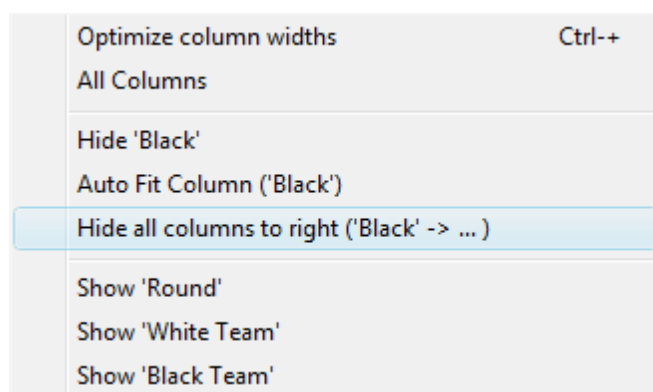 Optimize column widths Ctrl-+
All Columns
Hide 'Black'
Auto Fit Column ('Black')
Hide all columns to right ('Black' -> ... )
Show 'Round'
Show 'White Team'
Show 'Black Team'